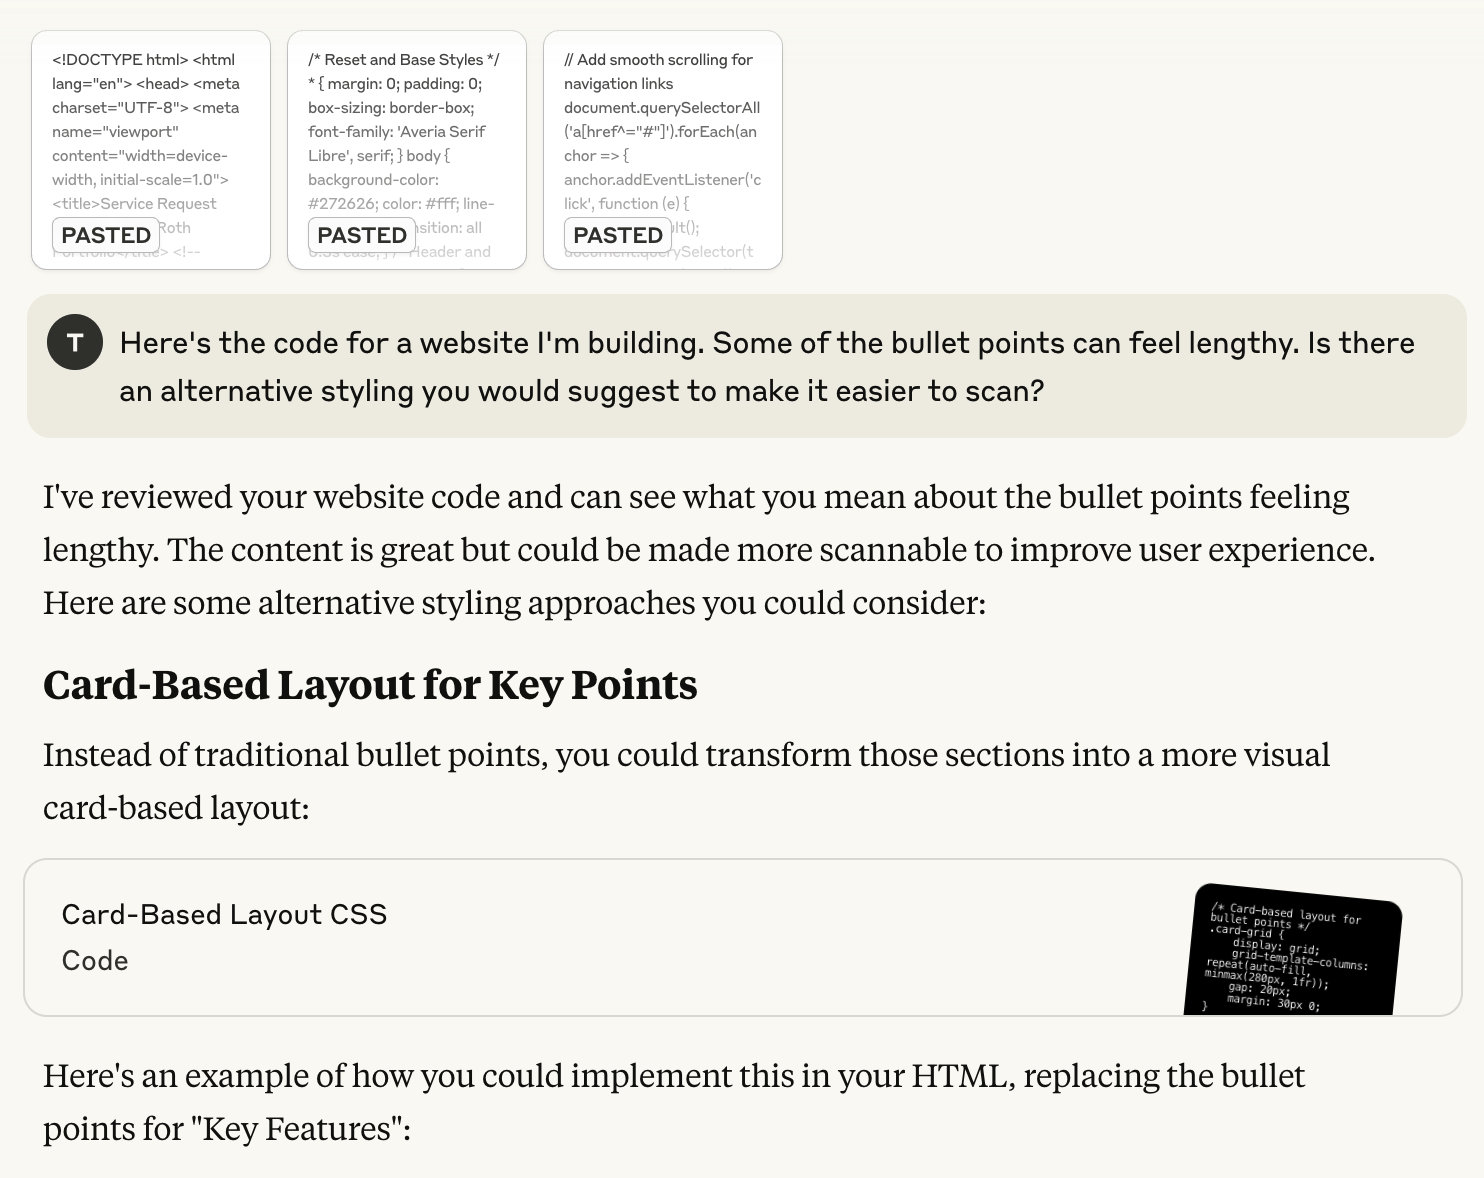 <!DOCTYPE html> <html
lang="en"> <head> <meta
charset="UTF-8"> <meta
name="viewport"
content="width=device-
width, initial-scale=1.0">
<title>Service Request
Roth
PASTED
/* Reset and Base Styles */
* { margin: 0; padding: 0;
box-sizing: border-box;
font-family: 'Averia Serif
Libre', serif; } body {
background-color:
#272626; color: #fff; line-
all
Header and
PASTED
// Add smooth scrolling for
navigation links
document.querySelectorAll
('a[href^="#"]').forEach(an
chor => {
anchor.addEventListener('c
lick', function (e) {
document.querySelector(t
PASTED
T
Here's the code for a website I'm building. Some of the bullet points can feel lengthy. Is there
an alternative styling you would suggest to make it easier to scan?
I've reviewed your website code and can see what you mean about the bullet points feeling
lengthy. The content is great but could be made more scannable to improve user experience.
Here are some alternative styling approaches you could consider:
Card-Based Layout for Key Points
Instead of traditional bullet points, you could transform those sections into a more visual
card-based layout:
Card-Based Layout CSS
Code
/* Card-based layout for
bullet points */
.card-grid {
display: grid;
grid-template-columns:
repeat(auto-fill,
minmax(280px, 1fr));
gap: 20px;
margin: 30px 0;
}
Here's an example of how you could implement this in your HTML, replacing the bullet
points for "Key Features":